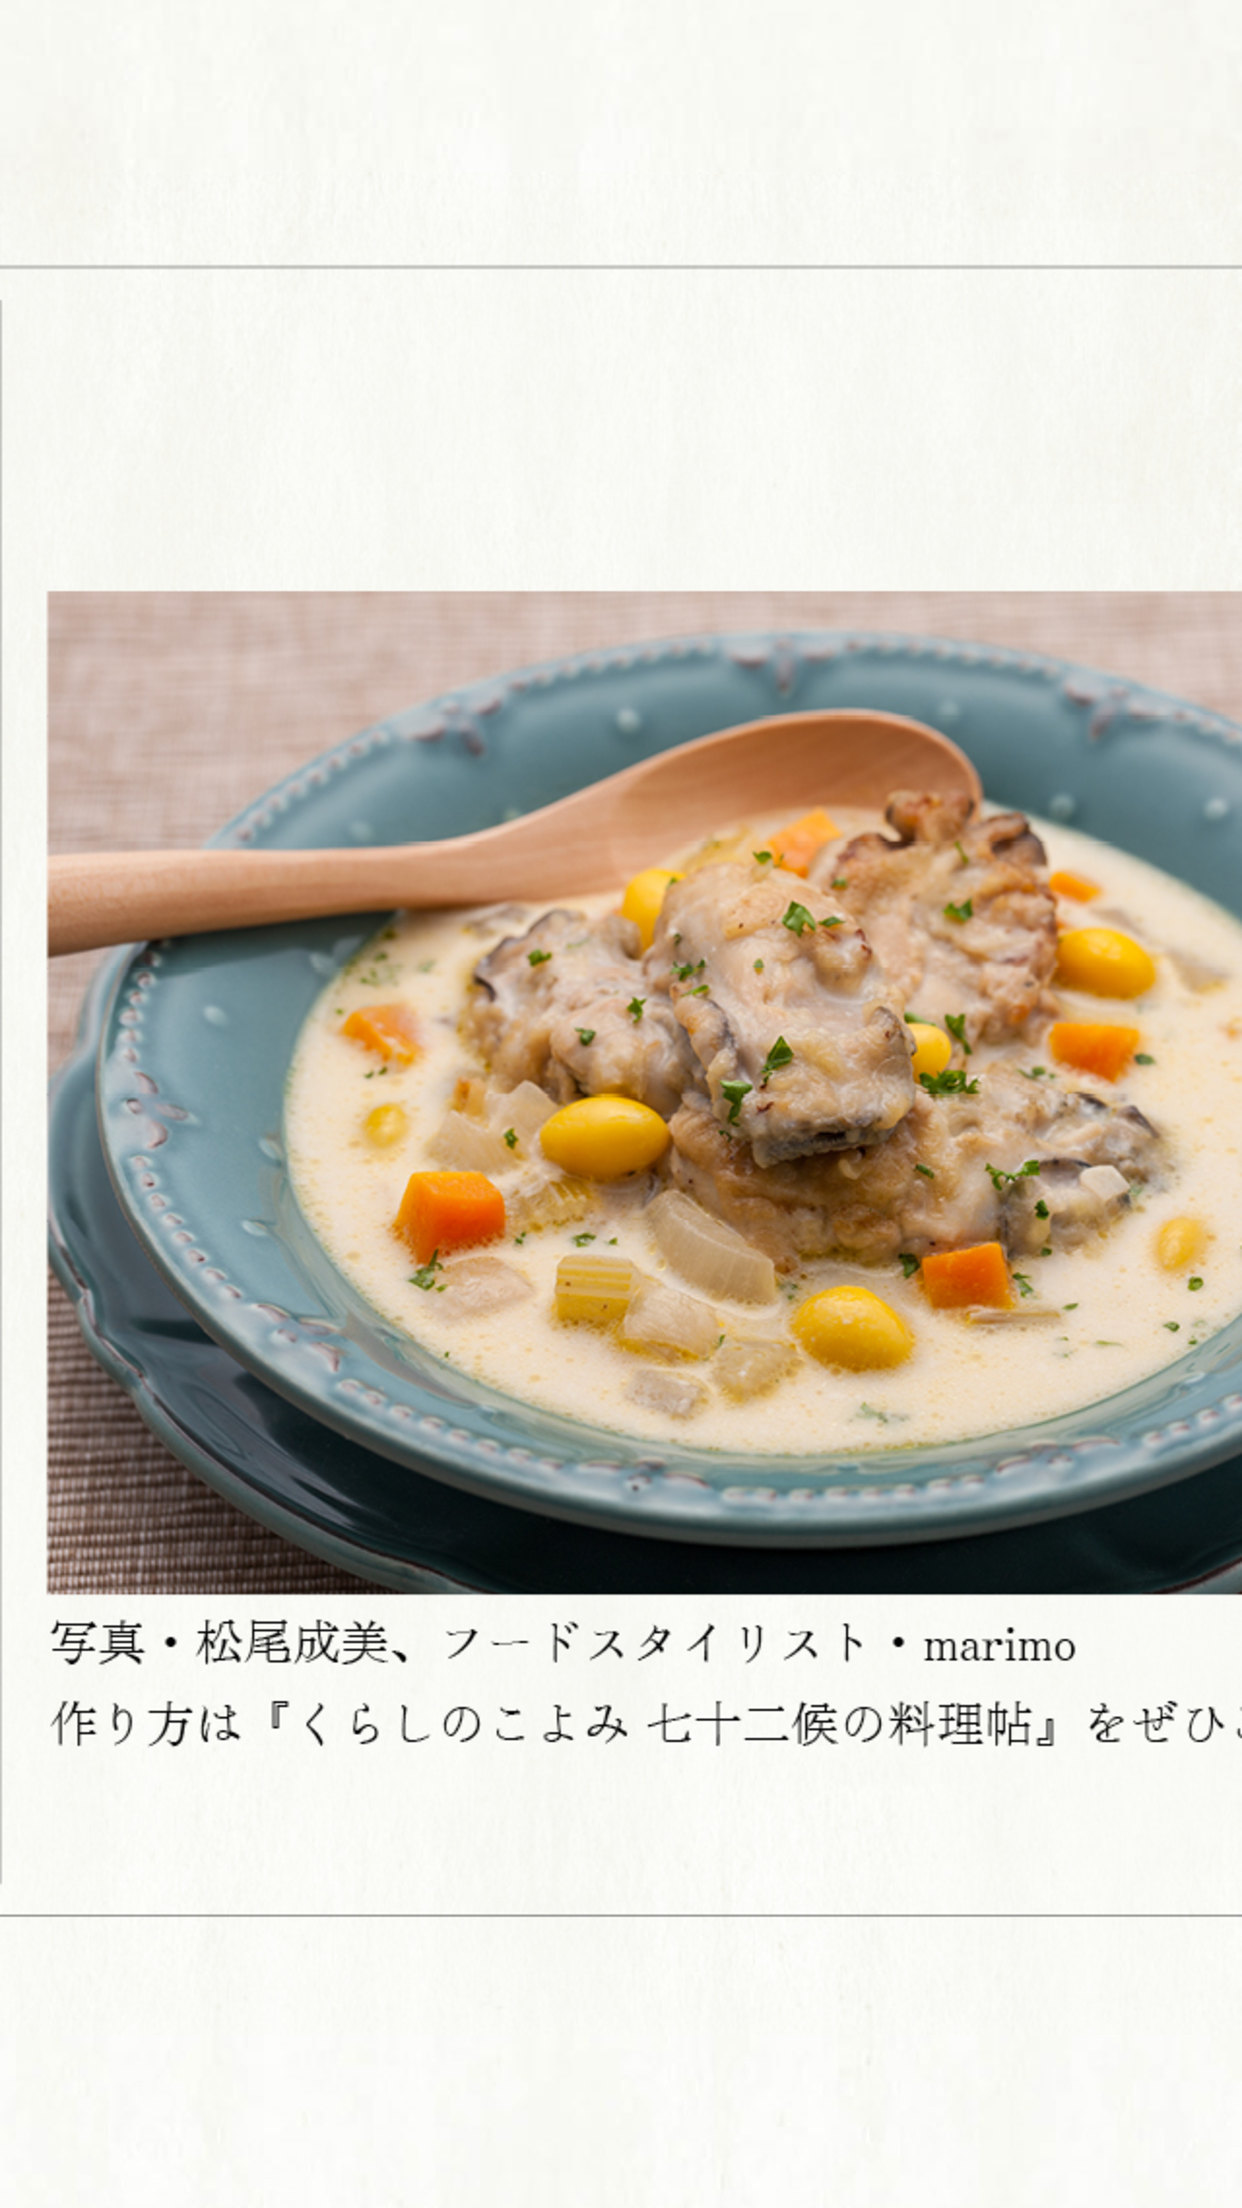 写真・松尾成美、フードスタイリスト・marimo
作り方は『くらしのこよみ 七十二候の料理帖』をぜひ